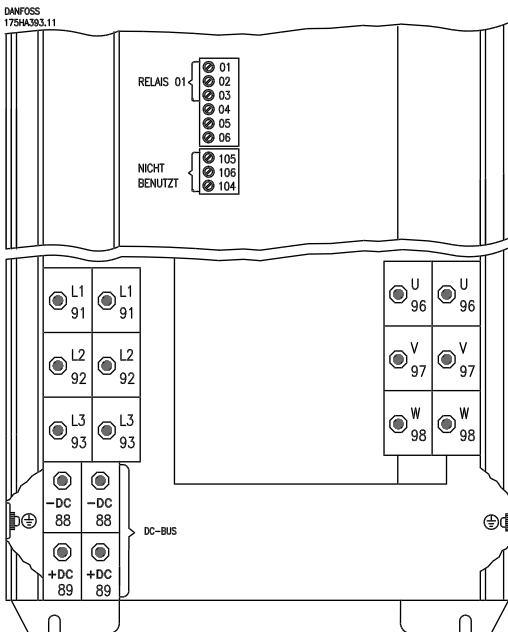 DANFOSS
175HA393.11
RELAIS 01
01
02
03
04
05
06
NICHT
BENUTZT
105
106
104
L1
91
L1
91
L2
92
L2
92
L3
93
L3
93
U
96
U
96
V
97
V
97
W
98
W
98
-DC
88
-DC
88
DC-BUS
+DC
89
+DC
89